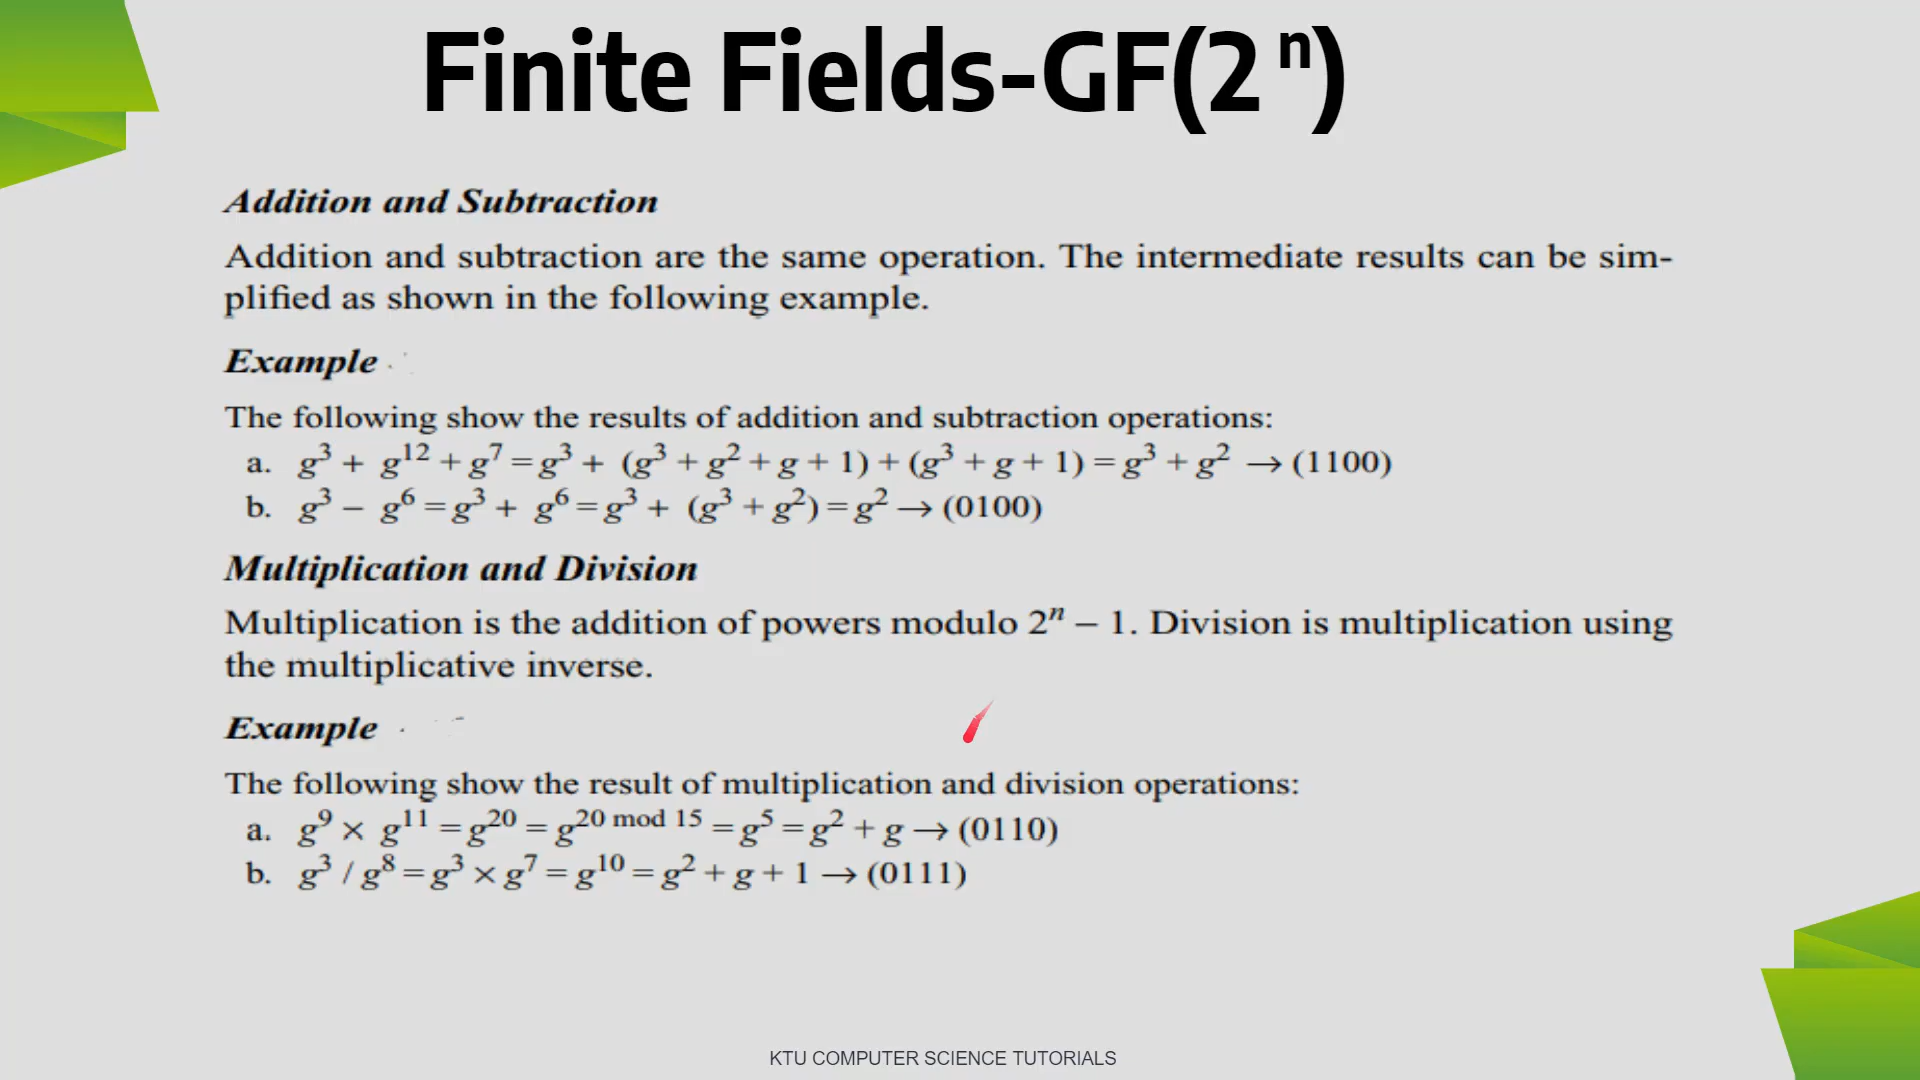 Finite Fields-GF(2ⁿ)
Addition and Subtraction
Addition and subtraction are the same operation. The intermediate results can be sim-
plified as shown in the following example.
Example
The following show the results of addition and subtraction operations:
a. g³ + g¹² + g⁷ = g³ + (g³ + g² + g + 1) + (g³ + g + 1) = g³ + g² → (1100)
b. g³ − g⁶ = g³ + g⁶ = g³ + (g³ + g²) = g² → (0100)
Multiplication and Division
Multiplication is the addition of powers modulo 2ⁿ − 1. Division is multiplication using
the multiplicative inverse.
Example
The following show the result of multiplication and division operations:
a. g⁹ × g¹¹ = g²⁰ = g²⁰ ᵐᵒᵈ ¹⁵ = g⁵ = g² + g → (0110)
b. g³ / g⁸ = g³ × g⁷ = g¹⁰ = g² + g + 1 → (0111)
KTU COMPUTER SCIENCE TUTORIALS